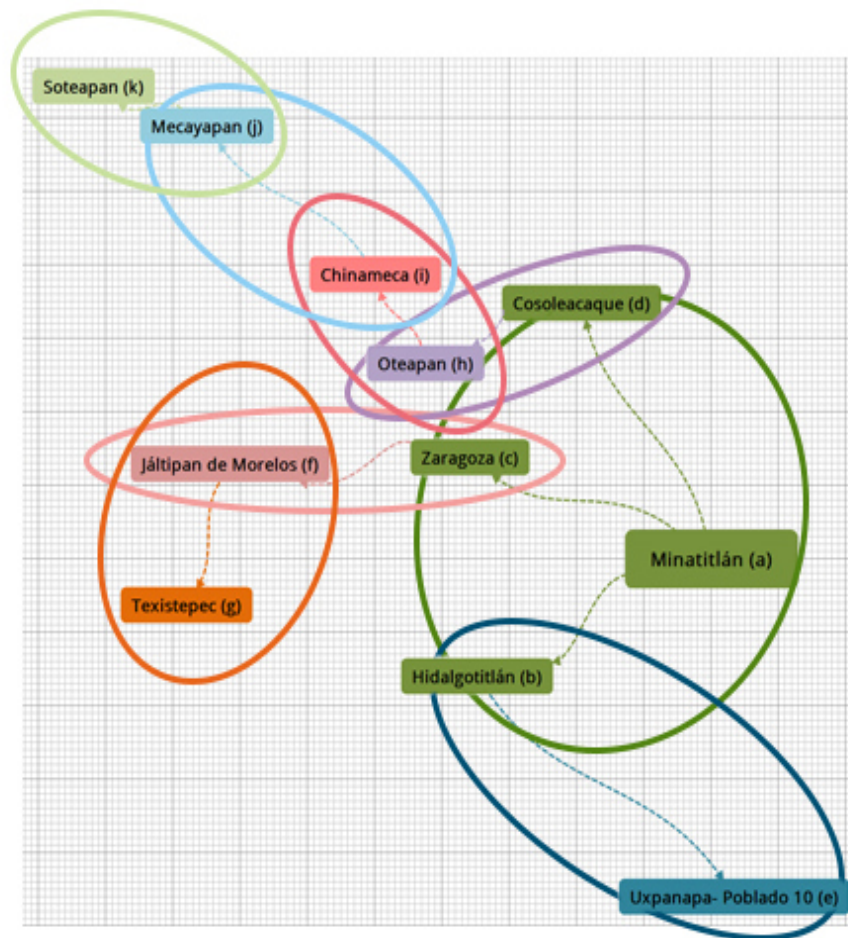 Soteapan (k)
Mecayapan (j)
Chinameca (i)
Cosoleacaque (d)
Oteapan (h)
Zaragoza (c)
Jáltipan de Morelos (f)
Minatitlán (a)
Texistepec (g)
Hidalgotitlán (b)
Uxpanapa- Poblado 10 (e)